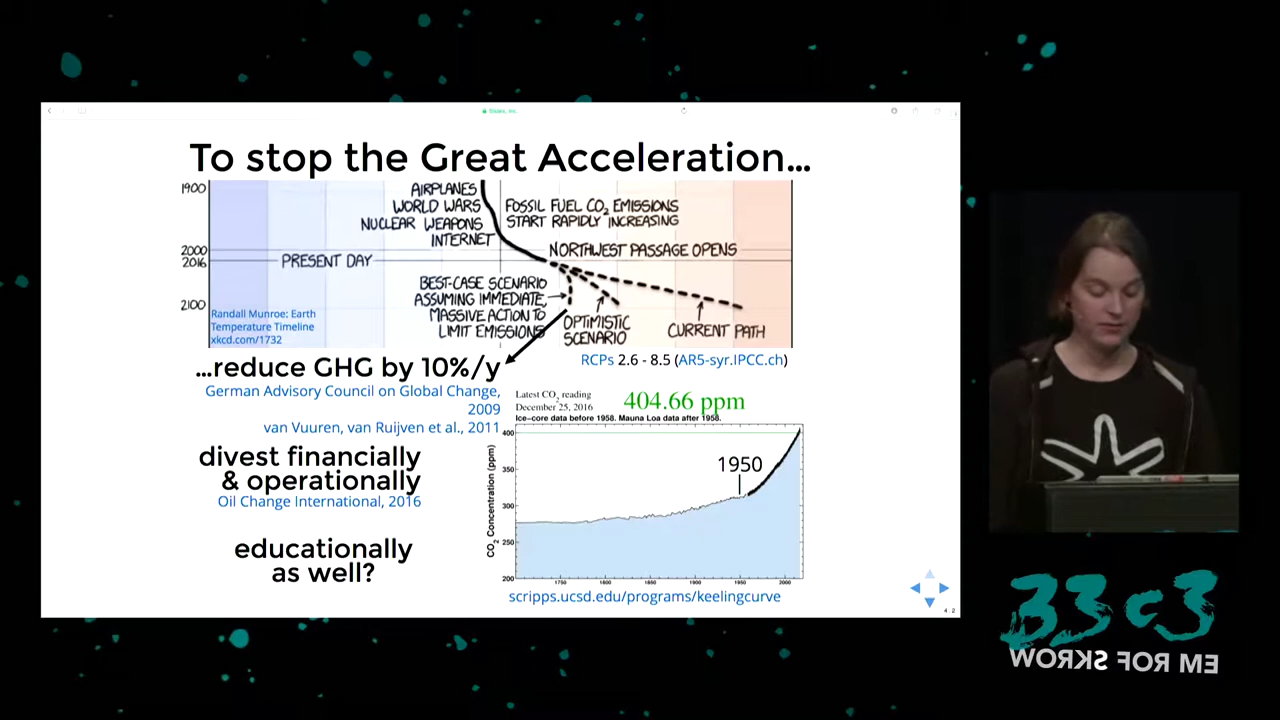 Slides, Inc.
To stop the Great Acceleration...
1900
AIRPLANES
WORLD WARS
NUCLEAR WEAPONS
INTERNET
FOSSIL FUEL CO2 EMISSIONS
START RAPIDLY INCREASING
2000
NORTHWEST PASSAGE OPENS
2016
PRESENT DAY
BEST-CASE SCENARIO
ASSUMING IMMEDIATE,
MASSIVE ACTION TO
LIMIT EMISSIONS
2100
OPTIMISTIC
SCENARIO
CURRENT PATH
Randall Munroe: Earth
Temperature Timeline
xkcd.com/1732
...reduce GHG by 10%/y
RCPs 2.6 - 8.5 (AR5-syr.IPCC.ch)
German Advisory Council on Global Change,
2009
van Vuuren, van Ruijven et al., 2011
divest financially
& operationally
Oil Change International, 2016
educationally
as well?
Latest CO2 reading
December 25, 2016
404.66 ppm
Ice-core data before 1958. Mauna Loa data after 1958.
CO2 Concentration (ppm)
400
350
300
250
200
1950
1750
1800
1850
1900
1950
2000
scripps.ucsd.edu/programs/keelingcurve
4.2
33c3
WORKS FOR ME